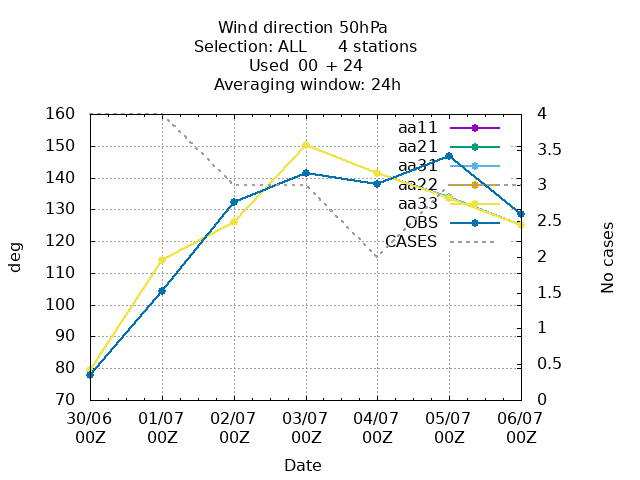 Wind direction 50hPa
Selection: ALL 4 stations
Used 00 + 24
Averaging window: 24h
160
150
140
130
120
110
100
90
80
70
deg
4
3.5
3
2.5
2
1.5
1
0.5
0
No cases
aa11
aa21
aa31
aa22
aa33
OBS
CASES
30/06 01/07 02/07 03/07 04/07 05/07 06/07
00Z 00Z 00Z 00Z 00Z 00Z 00Z
Date